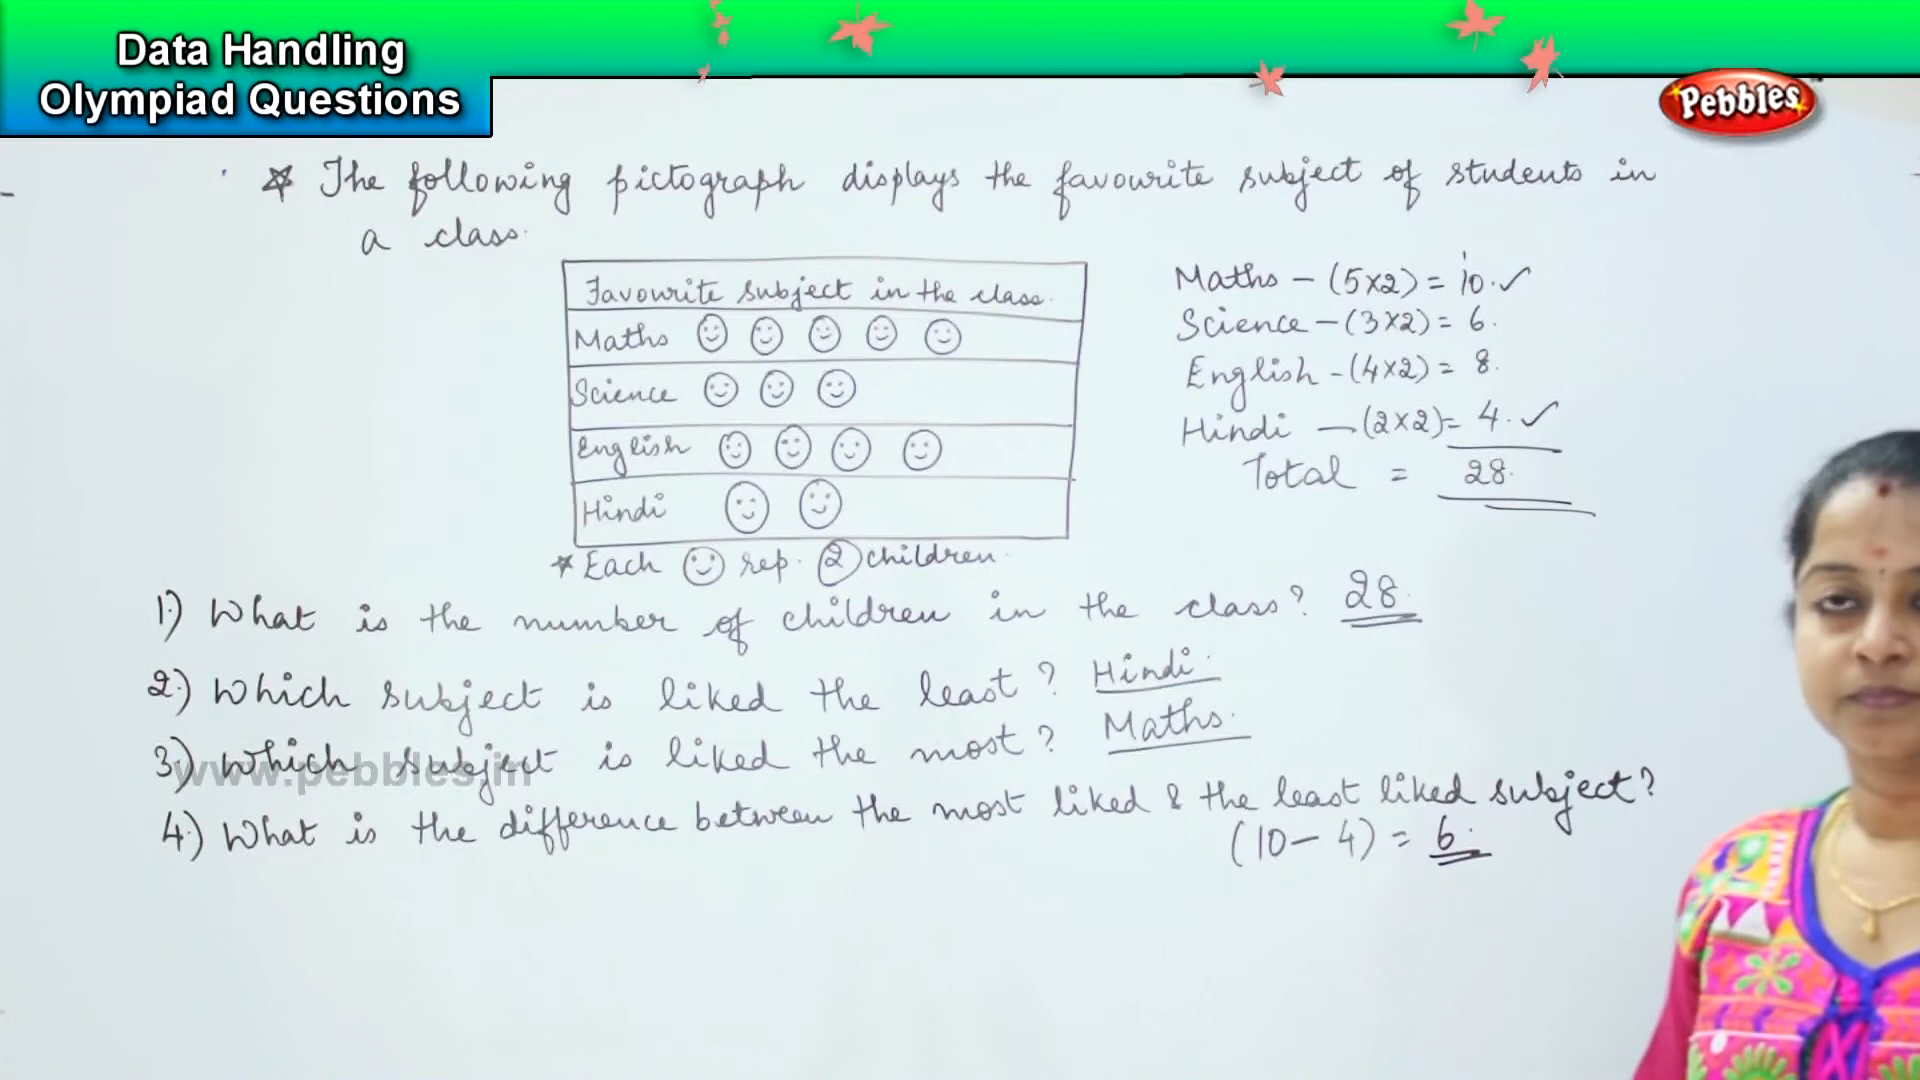 Data Handling
Olympiad Questions
Pebbles
The following pictograph displays the favourite subject of students in
a class.
Favourite subject in the class.
Maths
Science
English
Hindi
* Each rep. 2 children.
Maths – (5×2) = 10. ✓
Science – (3×2) = 6.
English – (4×2) = 8.
Hindi – (2×2) = 4. ✓
Total = 28.
1) What is the number of children in the class? 28.
2.) Which subject is liked the least? Hindi.
3) Which subject is liked the most? Maths.
www.pebbles.in
4.) What is the difference between the most liked & the least liked subject?
(10 – 4) = 6.